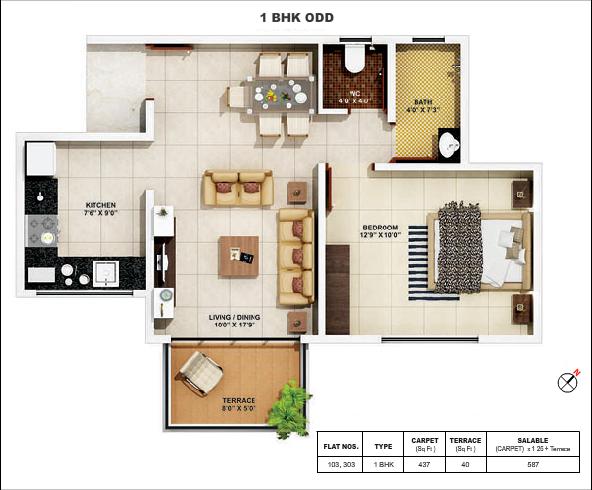 1 BHK ODD
WC
4'0" X 4'0"
BATH
4'0" X 7'3"
KITCHEN
7'6" X 9'0"
BEDROOM
12'9" X 10'0"
LIVING / DINING
10'0" X 17'9"
TERRACE
8'0" X 5'0"
N
FLAT NOS. TYPE CARPET (Sq Ft) TERRACE (Sq Ft) SALABLE (CARPET) x 1 25 + Terrace
103, 303 1 BHK 437 40 587